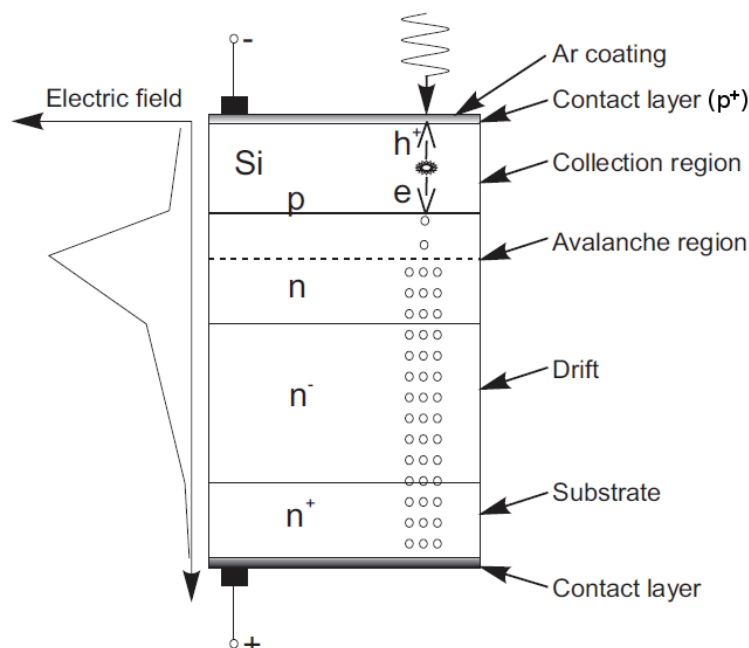 -
Ar coating
Electric field
Contact layer (p⁺)
h⁺
Si
Collection region
e
p
Avalanche region
n
Drift
n⁻
Substrate
n⁺
Contact layer
+